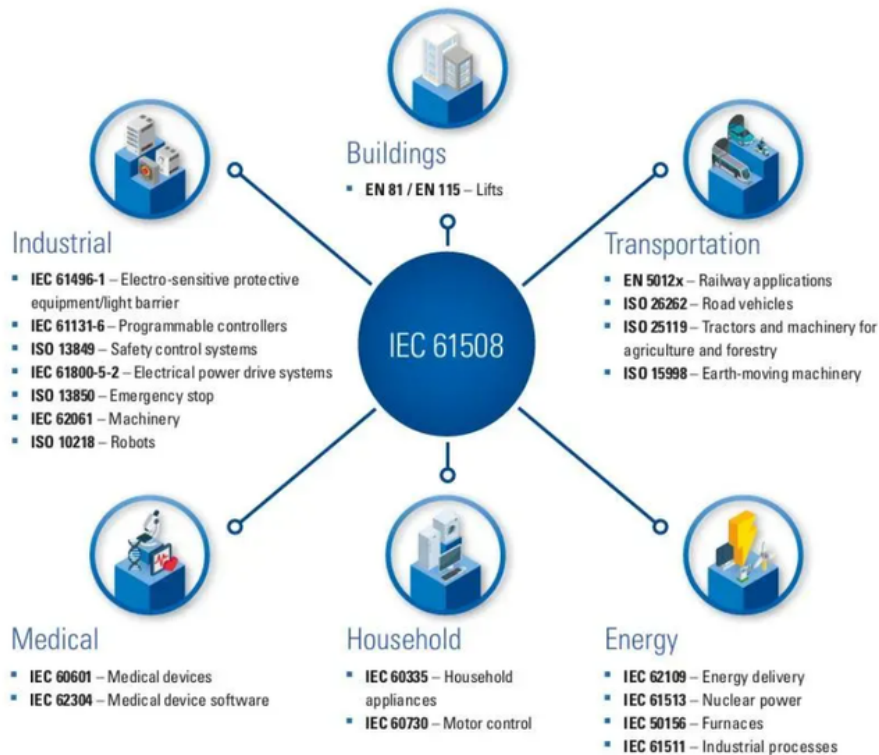 Buildings
▪ EN 81 / EN 115 – Lifts
Industrial
▪ IEC 61496-1 – Electro-sensitive protective
equipment/light barrier
▪ IEC 61131-6 – Programmable controllers
▪ ISO 13849 – Safety control systems
▪ IEC 61800-5-2 – Electrical power drive systems
▪ ISO 13850 – Emergency stop
▪ IEC 62061 – Machinery
▪ ISO 10218 – Robots
IEC 61508
Transportation
▪ EN 5012x – Railway applications
▪ ISO 26262 – Road vehicles
▪ ISO 25119 – Tractors and machinery for
agriculture and forestry
▪ ISO 15998 – Earth-moving machinery
Medical
▪ IEC 60601 – Medical devices
▪ IEC 62304 – Medical device software
Household
▪ IEC 60335 – Household
appliances
▪ IEC 60730 – Motor control
Energy
▪ IEC 62109 – Energy delivery
▪ IEC 61513 – Nuclear power
▪ IEC 50156 – Furnaces
▪ IEC 61511 – Industrial processes